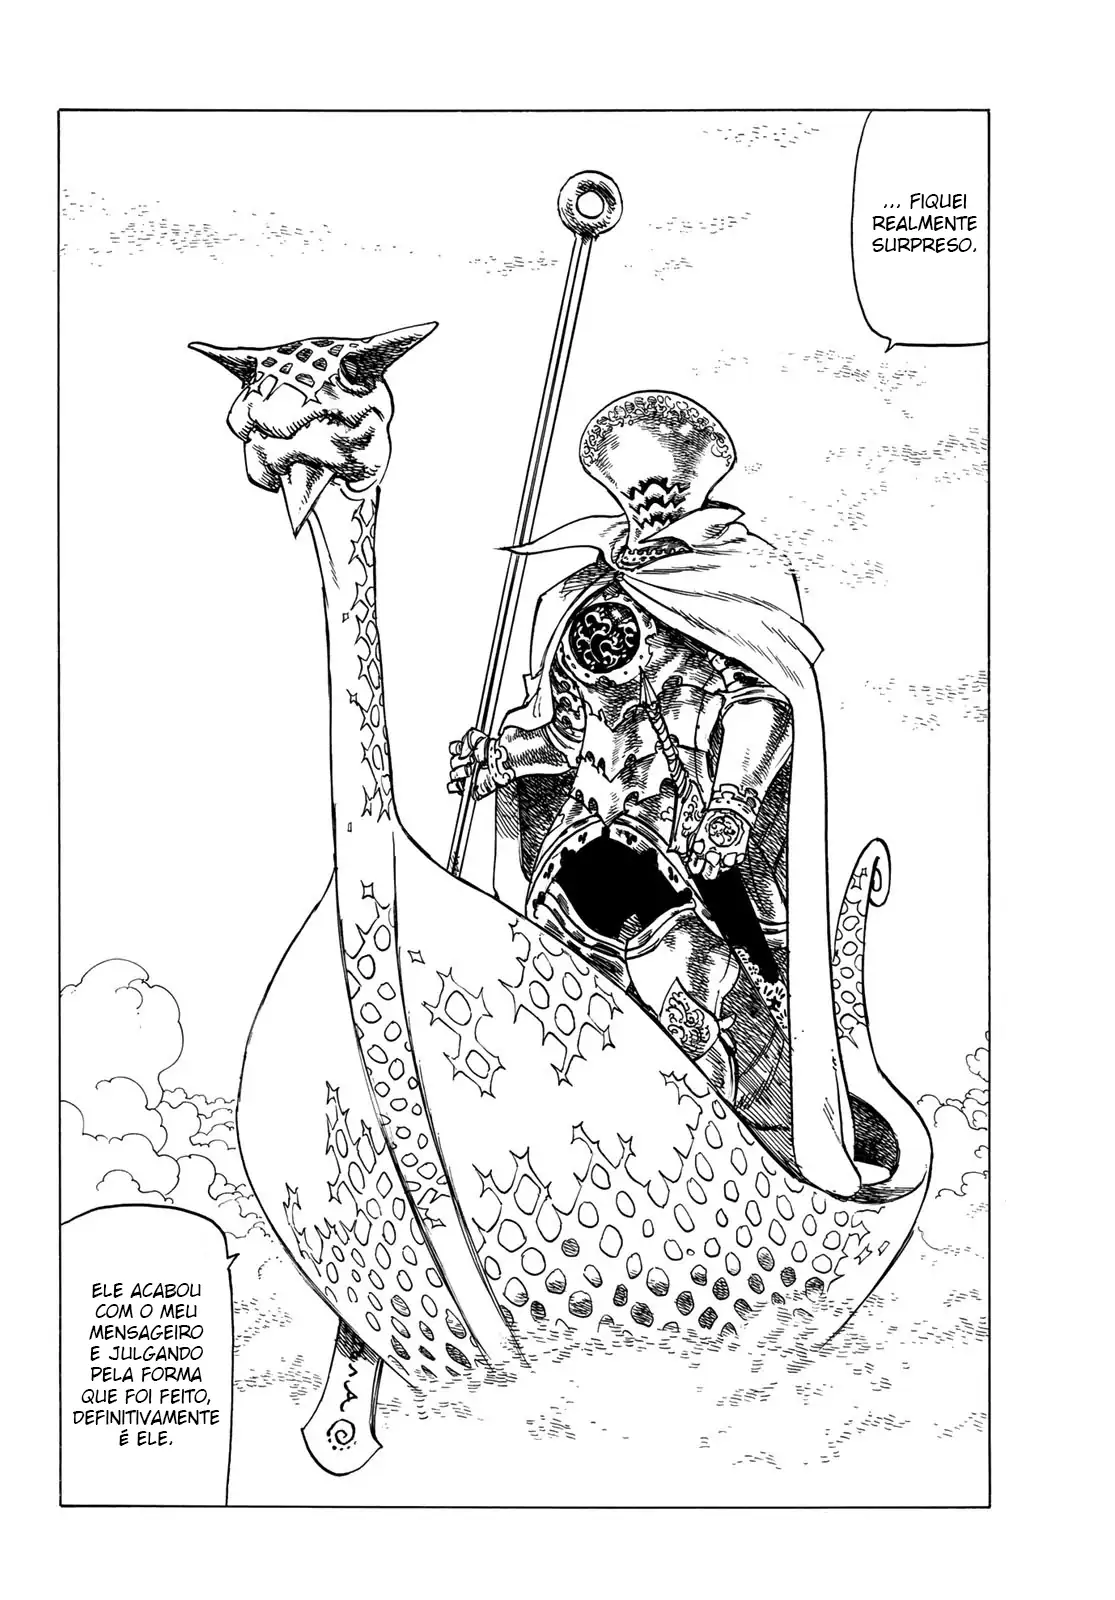 ... FIQUEI
REALMENTE
SURPRESO.
ELE ACABOU
COM O MEU
MENSAGEIRO
E JULGANDO
PELA FORMA
QUE FOI FEITO,
DEFINITIVAMENTE
É ELE.